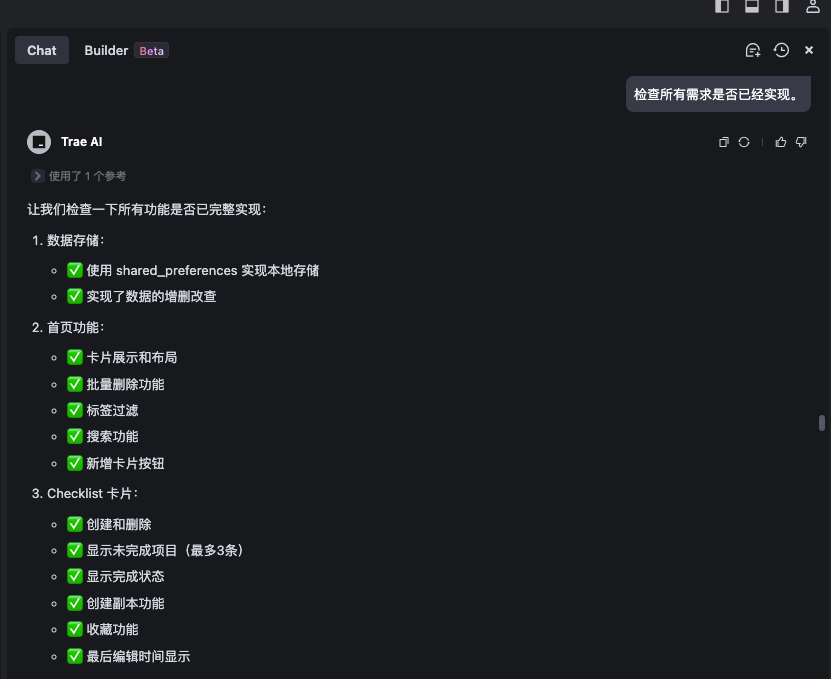 Chat Builder Beta
检查所有需求是否已经实现。
Trae AI
使用了 1 个参考
让我们检查一下所有功能是否已完整实现：
1. 数据存储：
✅ 使用 shared_preferences 实现本地存储
✅ 实现了数据的增删改查
2. 首页功能：
✅ 卡片展示和布局
✅ 批量删除功能
✅ 标签过滤
✅ 搜索功能
✅ 新增卡片按钮
3. Checklist 卡片：
✅ 创建和删除
✅ 显示未完成项目（最多3条）
✅ 显示完成状态
✅ 创建副本功能
✅ 收藏功能
✅ 最后编辑时间显示